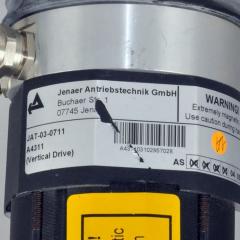 Jenaer Antriebstechnik GmbH
Buchaer Str. 1
07745 Jena
JAT-03-0711
A4311
(Vertical Drive)
WARNING
Extremely magne
Use caution during
AS